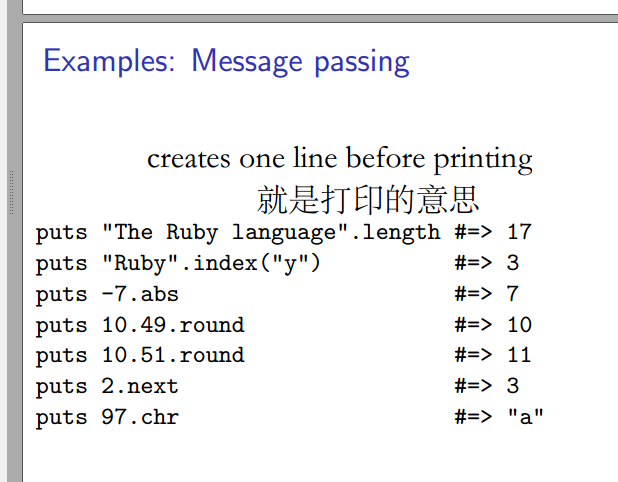 Examples: Message passing
creates one line before printing
就是打印的意思
puts "The Ruby language".length #=> 17
puts "Ruby".index("y") #=> 3
puts -7.abs #=> 7
puts 10.49.round #=> 10
puts 10.51.round #=> 11
puts 2.next #=> 3
puts 97.chr #=> "a"